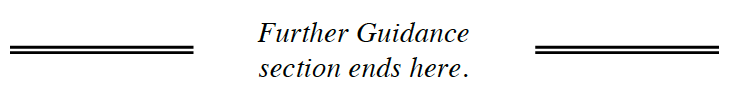 Further Guidance
section ends here.